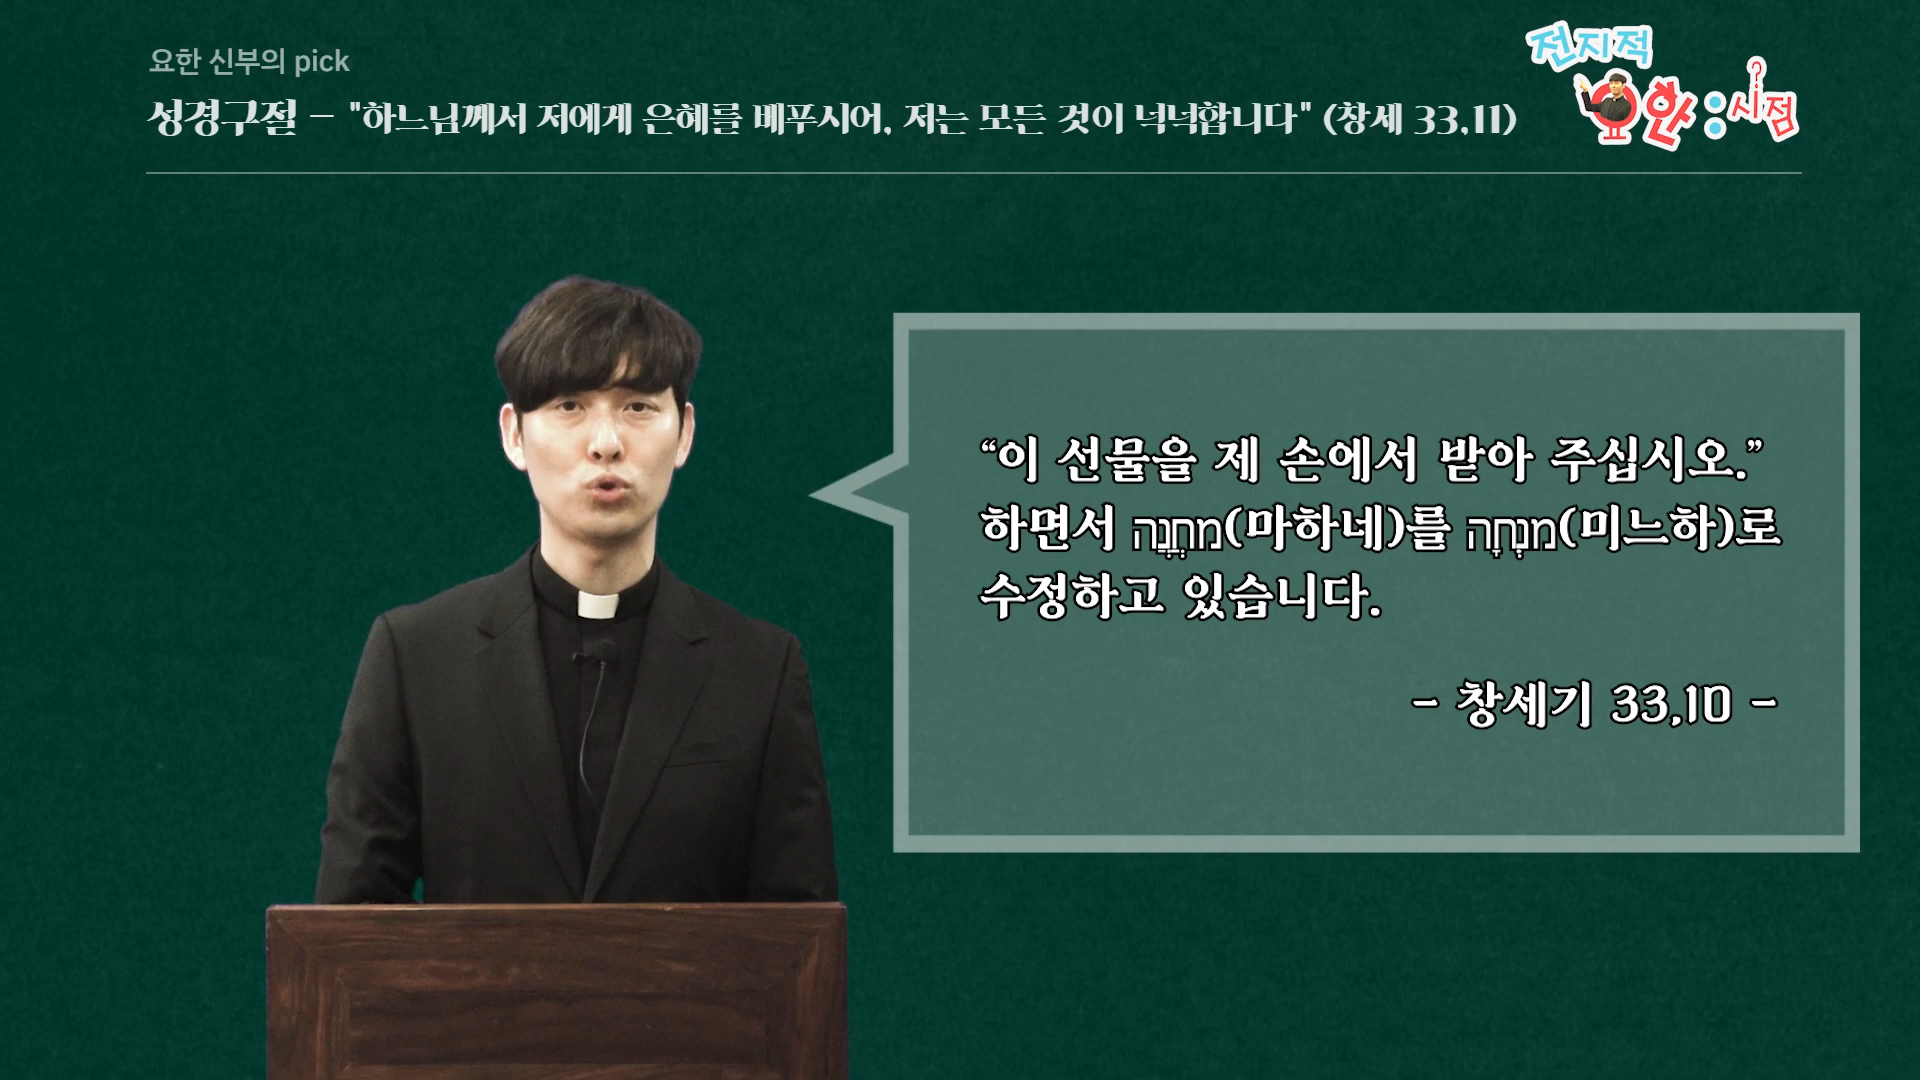 요한 신부의 pick
성경구절 - "하느님께서 저에게 은혜를 베푸시어, 저는 모든 것이 넉넉합니다" (창세 33,11)
전지적
요한:시점
“이 선물을 제 손에서 받아 주십시오.”
하면서 מחֲנֶה(마하네)를 מנְחָה(미느하)로
수정하고 있습니다.
- 창세기 33,10 -